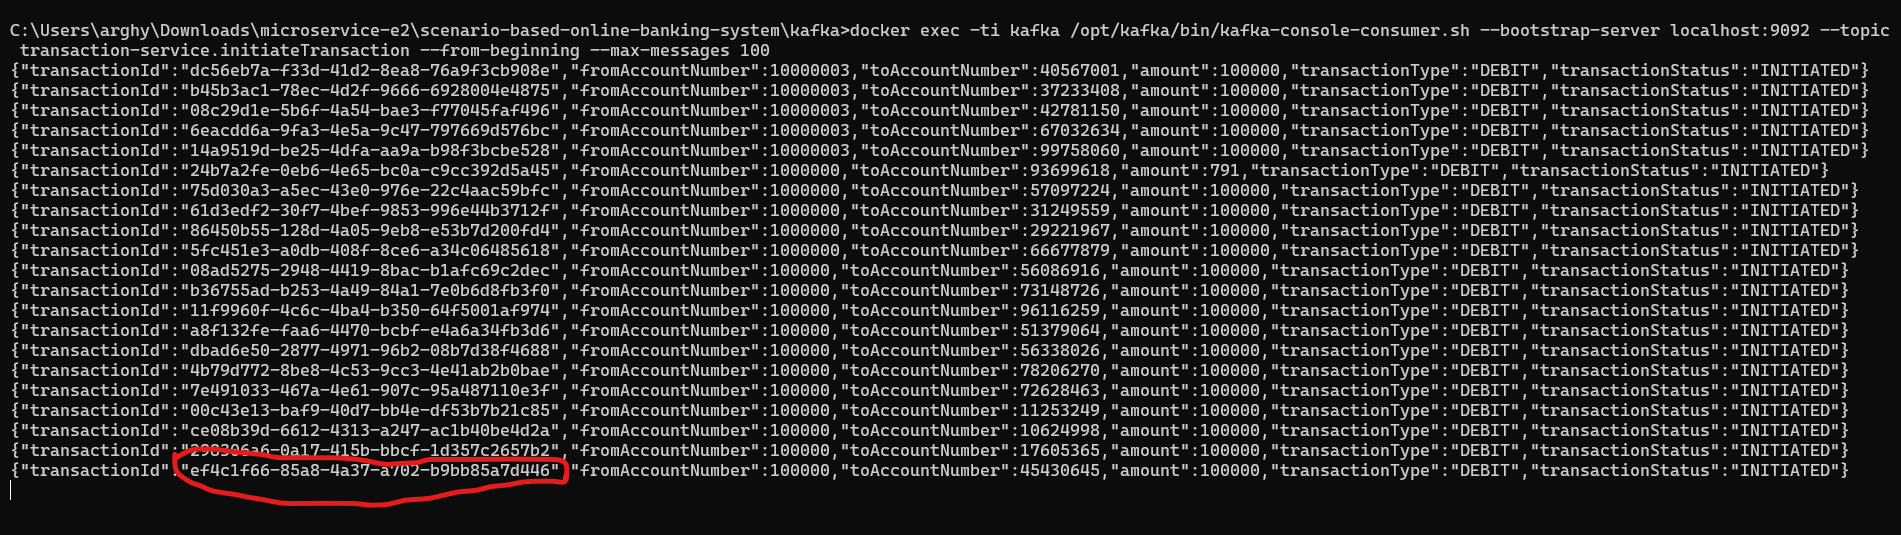 C:\Users\arghy\Downloads\microservice-e2\scenario-based-online-banking-system\kafka>docker exec -ti kafka /opt/kafka/bin/kafka-console-consumer.sh --bootstrap-server localhost:9092 --topic
transaction-service.initiateTransaction --from-beginning --max-messages 100
{"transactionId":"dc56eb7a-f33d-41d2-8ea8-76a9f3cb908e","fromAccountNumber":10000003,"toAccountNumber":40567001,"amount":100000,"transactionType":"DEBIT","transactionStatus":"INITIATED"}
{"transactionId":"b45b3ac1-78ec-4d2f-9666-6928004e4875","fromAccountNumber":10000003,"toAccountNumber":37233408,"amount":100000,"transactionType":"DEBIT","transactionStatus":"INITIATED"}
{"transactionId":"08c29d1e-5b6f-4a54-bae3-f77045faf496","fromAccountNumber":10000003,"toAccountNumber":42781150,"amount":100000,"transactionType":"DEBIT","transactionStatus":"INITIATED"}
{"transactionId":"6eacdd6a-9fa3-4e5a-9c47-797669d576bc","fromAccountNumber":10000003,"toAccountNumber":67032634,"amount":100000,"transactionType":"DEBIT","transactionStatus":"INITIATED"}
{"transactionId":"14a9519d-be25-4dfa-aa9a-b98f3bcbe528","fromAccountNumber":10000003,"toAccountNumber":99758060,"amount":100000,"transactionType":"DEBIT","transactionStatus":"INITIATED"}
{"transactionId":"24b7a2fe-0eb6-4e65-bc0a-c9cc392d5a45","fromAccountNumber":1000000,"toAccountNumber":93699618,"amount":791,"transactionType":"DEBIT","transactionStatus":"INITIATED"}
{"transactionId":"75d030a3-a5ec-43e0-976e-22c4aac59bfc","fromAccountNumber":1000000,"toAccountNumber":57097224,"amount":100000,"transactionType":"DEBIT","transactionStatus":"INITIATED"}
{"transactionId":"61d3edf2-30f7-4bef-9853-996e44b3712f","fromAccountNumber":1000000,"toAccountNumber":31249559,"amount":100000,"transactionType":"DEBIT","transactionStatus":"INITIATED"}
{"transactionId":"86450b55-128d-4a05-9eb8-e53b7d200fd4","fromAccountNumber":1000000,"toAccountNumber":29221967,"amount":100000,"transactionType":"DEBIT","transactionStatus":"INITIATED"}
{"transactionId":"5fc451e3-a0db-408f-8ce6-a34c06485618","fromAccountNumber":1000000,"toAccountNumber":66677879,"amount":100000,"transactionType":"DEBIT","transactionStatus":"INITIATED"}
{"transactionId":"08ad5275-2948-4419-8bac-b1afc69c2dec","fromAccountNumber":100000,"toAccountNumber":56086916,"amount":100000,"transactionType":"DEBIT","transactionStatus":"INITIATED"}
{"transactionId":"b36755ad-b253-4a49-84a1-7e0b6d8fb3f0","fromAccountNumber":100000,"toAccountNumber":73148726,"amount":100000,"transactionType":"DEBIT","transactionStatus":"INITIATED"}
{"transactionId":"11f9960f-4c6c-4ba4-b350-64f5001af974","fromAccountNumber":100000,"toAccountNumber":96116259,"amount":100000,"transactionType":"DEBIT","transactionStatus":"INITIATED"}
{"transactionId":"a8f132fe-faa6-4470-bcbf-e4a6a34fb3d6","fromAccountNumber":100000,"toAccountNumber":51379064,"amount":100000,"transactionType":"DEBIT","transactionStatus":"INITIATED"}
{"transactionId":"dbad6e50-2877-4971-96b2-08b7d38f4688","fromAccountNumber":100000,"toAccountNumber":56338026,"amount":100000,"transactionType":"DEBIT","transactionStatus":"INITIATED"}
{"transactionId":"4b79d772-8be8-4c53-9cc3-4e41ab2b0bae","fromAccountNumber":100000,"toAccountNumber":78206270,"amount":100000,"transactionType":"DEBIT","transactionStatus":"INITIATED"}
{"transactionId":"7e491033-467a-4e61-907c-95a487110e3f","fromAccountNumber":100000,"toAccountNumber":72628463,"amount":100000,"transactionType":"DEBIT","transactionStatus":"INITIATED"}
{"transactionId":"00c43e13-baf9-40d7-bb4e-df53b7b21c85","fromAccountNumber":100000,"toAccountNumber":11253249,"amount":100000,"transactionType":"DEBIT","transactionStatus":"INITIATED"}
{"transactionId":"ce08b39d-6612-4313-a247-ac1b40be4d2a","fromAccountNumber":100000,"toAccountNumber":10624998,"amount":100000,"transactionType":"DEBIT","transactionStatus":"INITIATED"}
{"transactionId":"298306a6-0a17-415b-bbcf-1d357c2657b2","fromAccountNumber":100000,"toAccountNumber":17605365,"amount":100000,"transactionType":"DEBIT","transactionStatus":"INITIATED"}
{"transactionId":"ef4c1f66-85a8-4a37-a702-b9bb85a7d446","fromAccountNumber":100000,"toAccountNumber":45430645,"amount":100000,"transactionType":"DEBIT","transactionStatus":"INITIATED"}